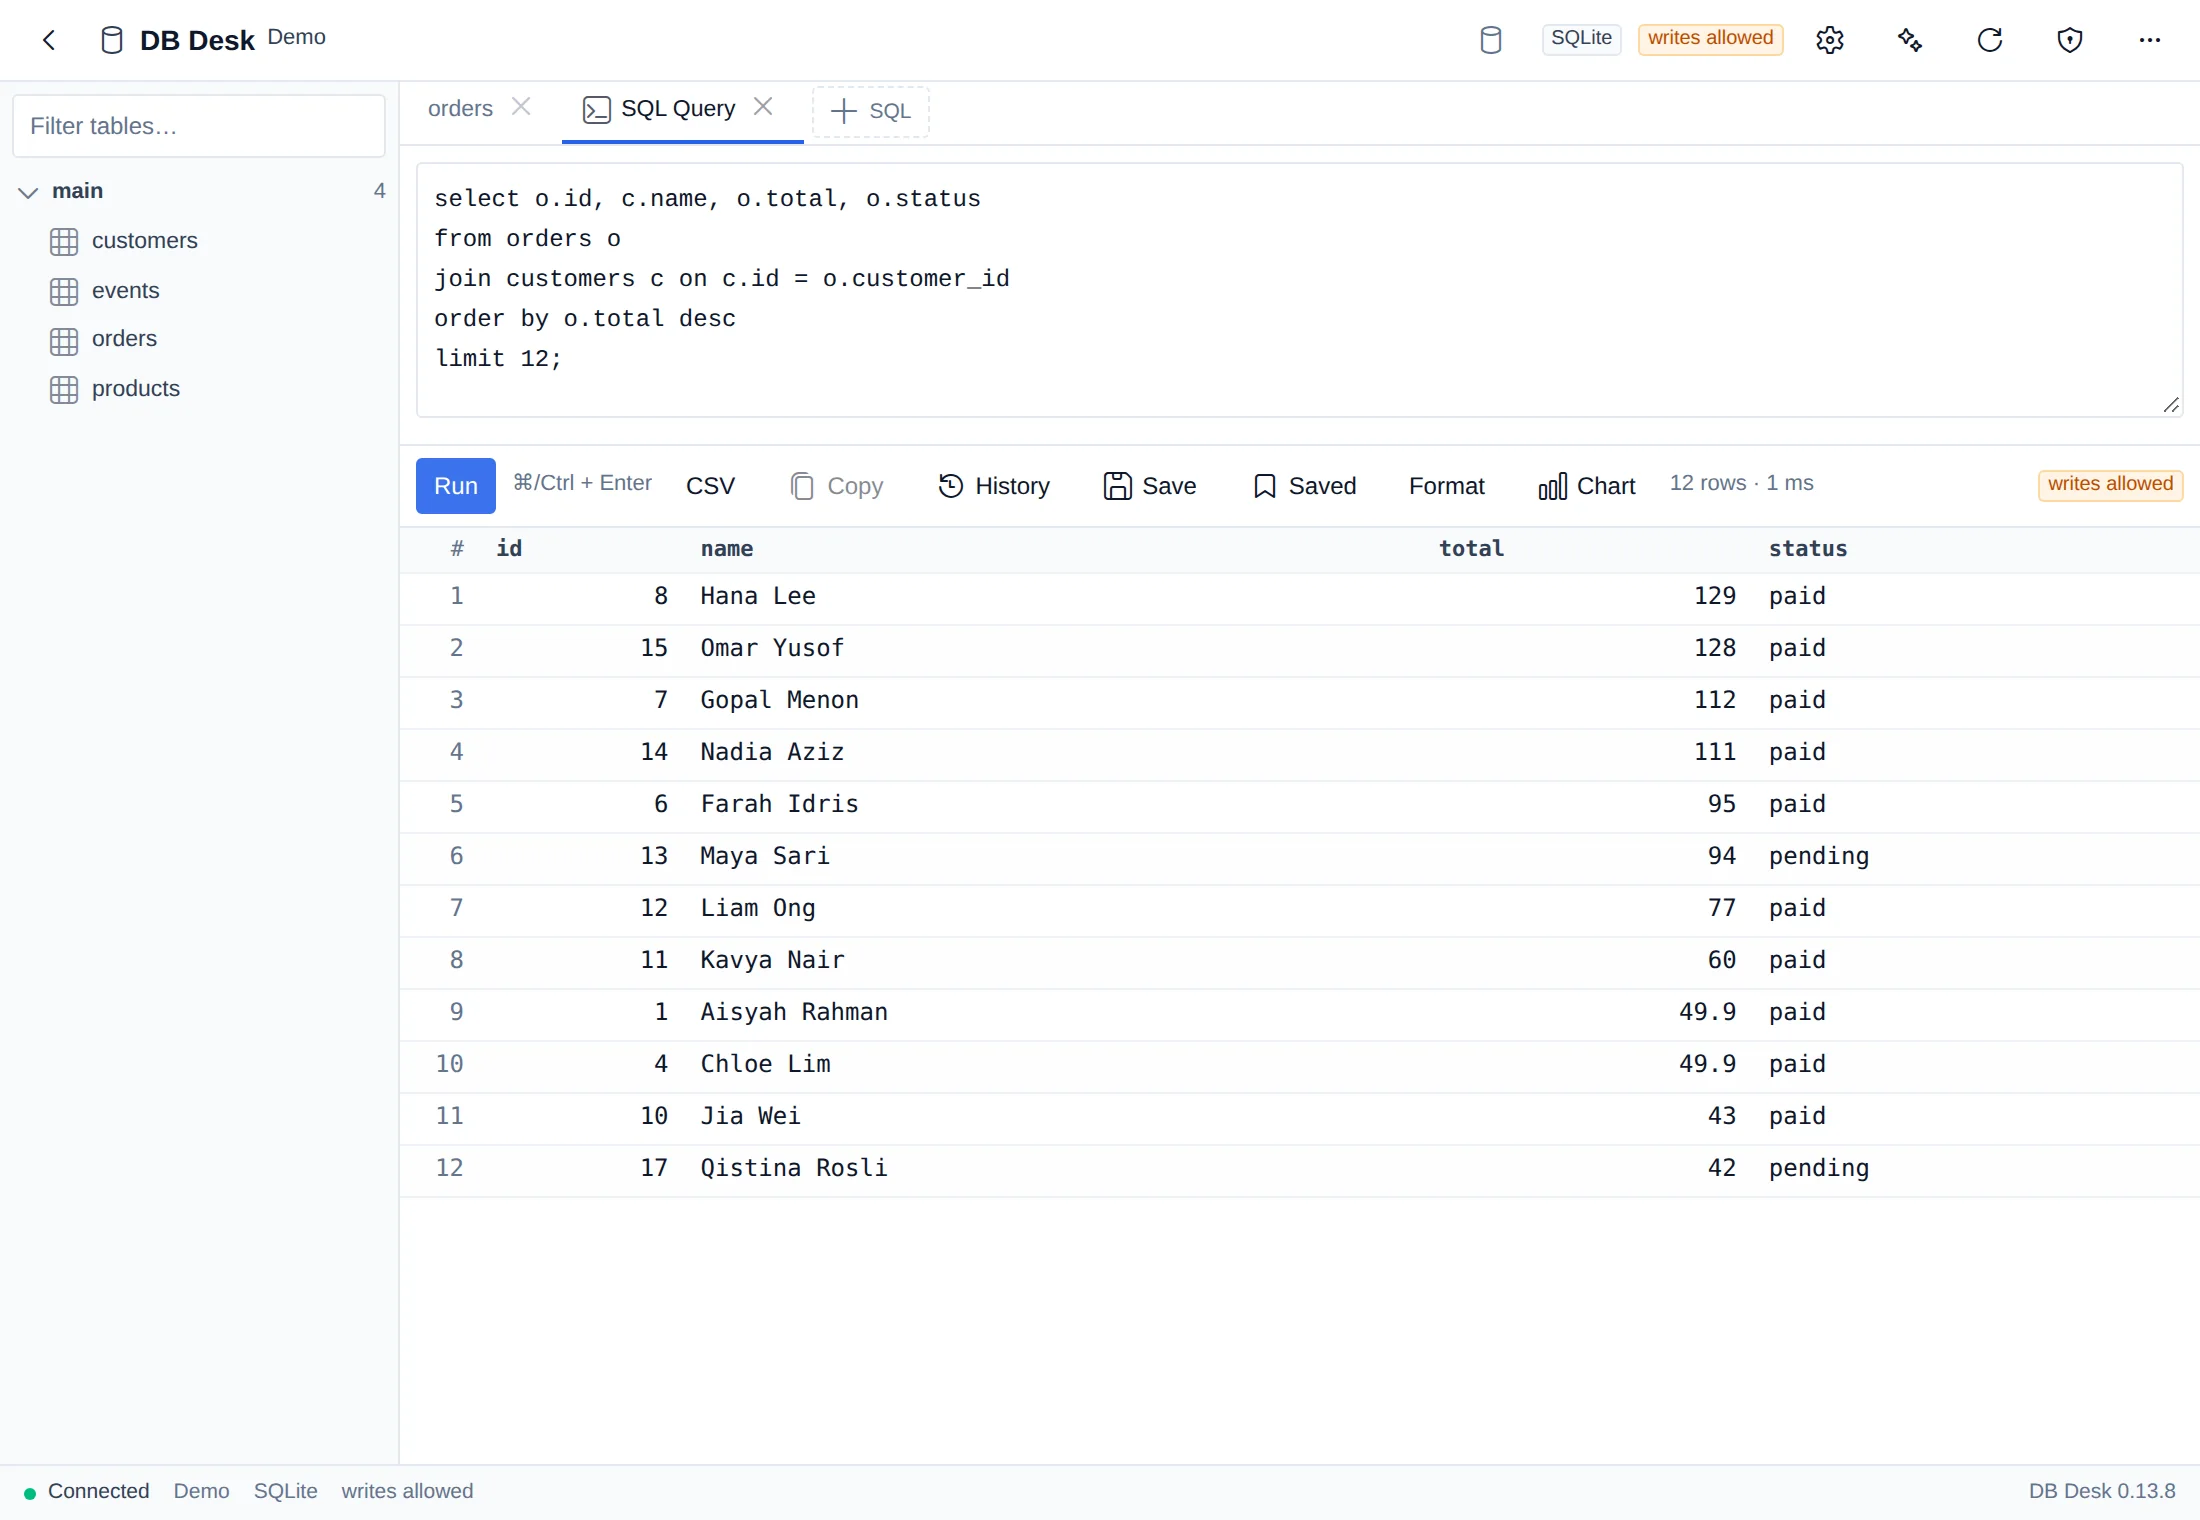 DB Desk Demo SQLite writes allowed
Filter tables…
main 4
customers
events
orders
products
orders SQL Query SQL
select o.id, c.name, o.total, o.status
from orders o
join customers c on c.id = o.customer_id
order by o.total desc
limit 12;
Run ⌘/Ctrl + Enter CSV Copy History Save Saved Format Chart 12 rows · 1 ms writes allowed
# id name total status
1 8 Hana Lee 129 paid
2 15 Omar Yusof 128 paid
3 7 Gopal Menon 112 paid
4 14 Nadia Aziz 111 paid
5 6 Farah Idris 95 paid
6 13 Maya Sari 94 pending
7 12 Liam Ong 77 paid
8 11 Kavya Nair 60 paid
9 1 Aisyah Rahman 49.9 paid
10 4 Chloe Lim 49.9 paid
11 10 Jia Wei 43 paid
12 17 Qistina Rosli 42 pending
Connected Demo SQLite writes allowed DB Desk 0.13.8